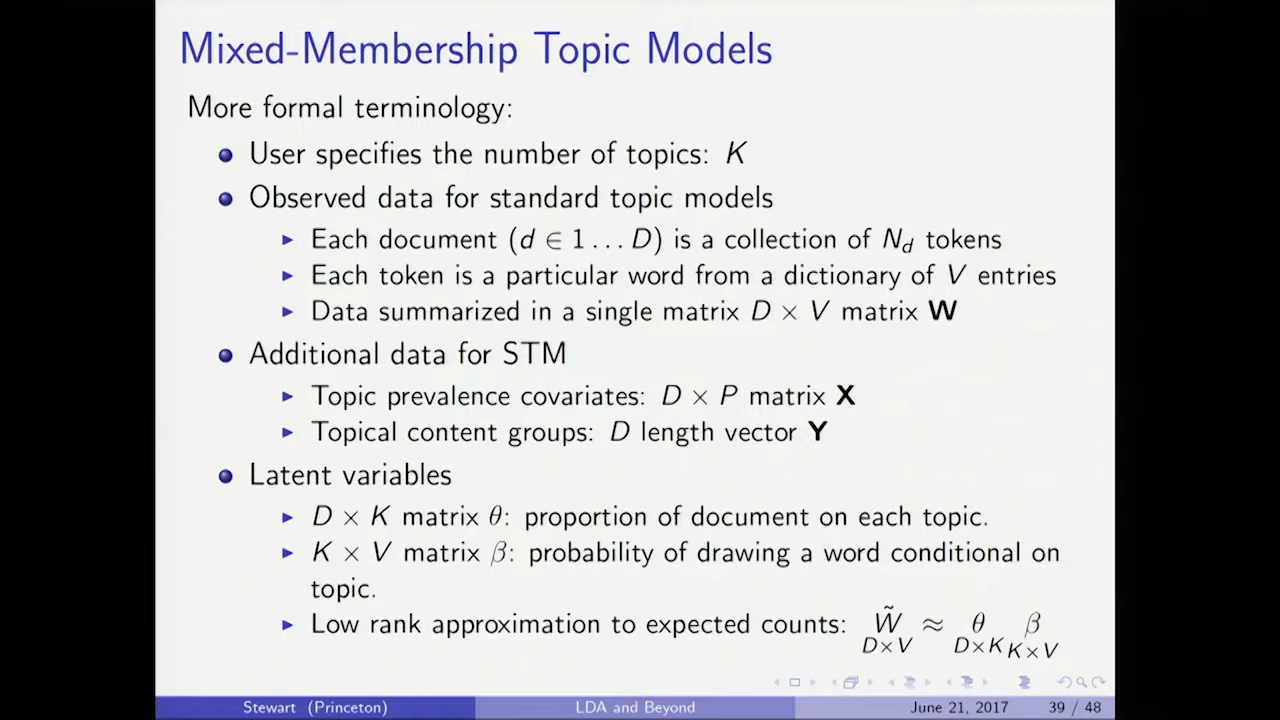 Mixed-Membership Topic Models
More formal terminology:
User specifies the number of topics: K
Observed data for standard topic models
Each document (d ∈ 1 … D) is a collection of N_d tokens
Each token is a particular word from a dictionary of V entries
Data summarized in a single matrix D × V matrix W
Additional data for STM
Topic prevalence covariates: D × P matrix X
Topical content groups: D length vector Y
Latent variables
D × K matrix θ: proportion of document on each topic.
K × V matrix β: probability of drawing a word conditional on
topic.
Low rank approximation to expected counts: W̃ ≈ θ β
D×V D×K K×V
Stewart (Princeton) LDA and Beyond June 21, 2017 39 / 48